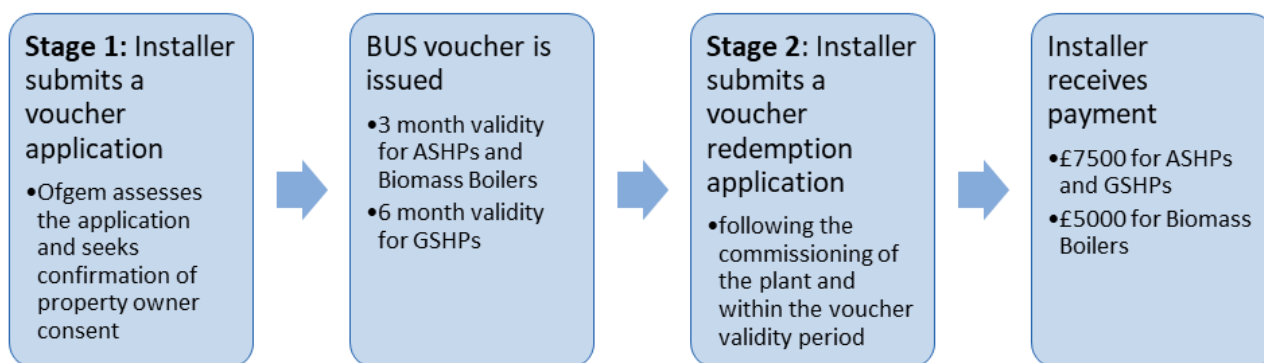 Stage 1: Installer
submits a
voucher
application
•Ofgem assesses
the application
and seeks
confirmation of
property owner
consent
BUS voucher is
issued
•3 month validity
for ASHPs and
Biomass Boilers
•6 month validity
for GSHPs
Stage 2: Installer
submits a
voucher
redemption
application
•following the
commissioning of
the plant and
within the voucher
validity period
Installer
receives
payment
•£7500 for ASHPs
and GSHPs
•£5000 for Biomass
Boilers